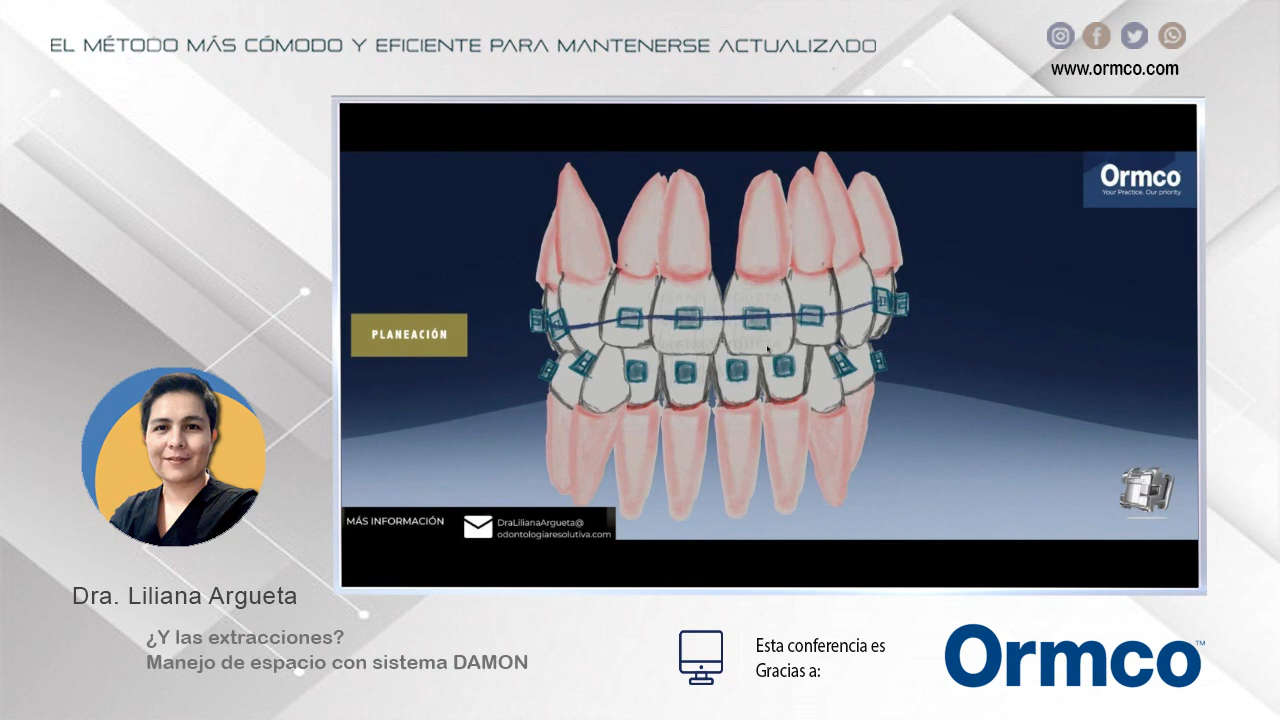 EL MÉTODO MÁS CÓMODO Y EFICIENTE PARA MANTENERSE ACTUALIZADO
www.ormco.com
Ormco
Your Practice. Our priority.
PLANEACIÓN
MÁS INFORMACIÓN
DraLilianaArgueta@
odontologiaresolutiva.com
Dra. Liliana Argueta
¿Y las extracciones?
Manejo de espacio con sistema DAMON
Esta conferencia es
Gracias a:
Ormco™